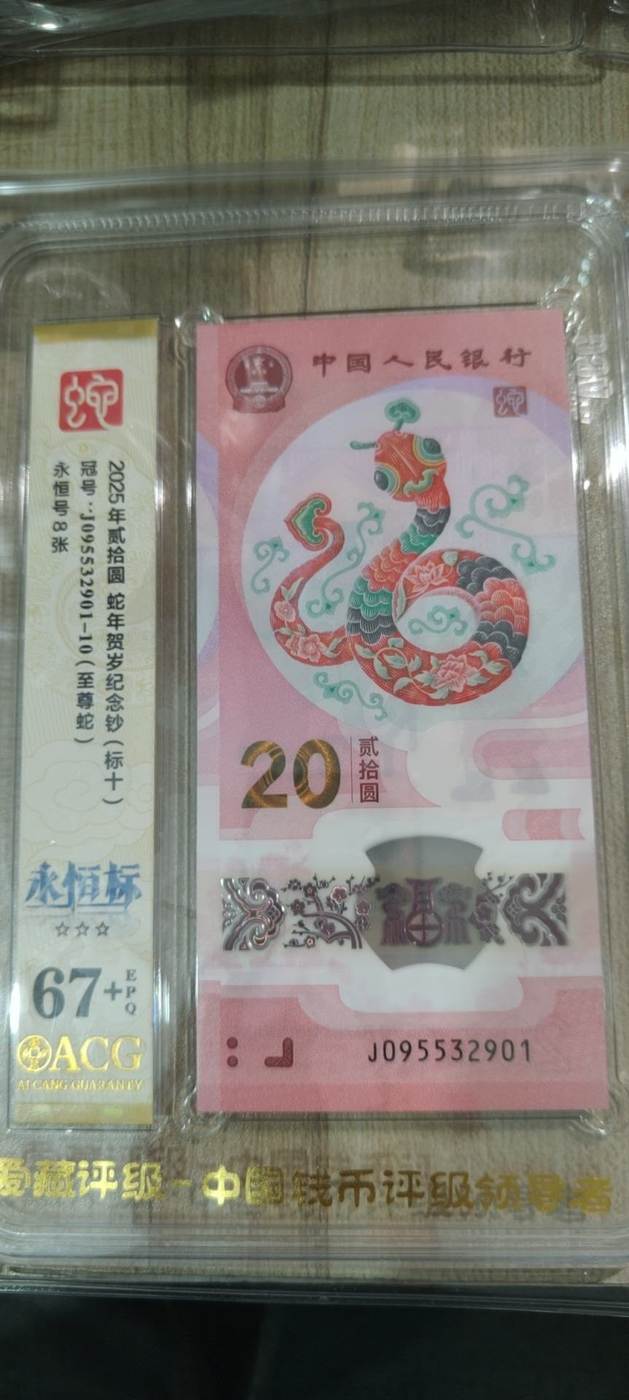 蛇
2025年贰拾圆 蛇年贺岁纪念钞(标十)
冠号:J095532901-10(至尊蛇)
永恒号8张
永恒标
☆☆☆
67+
EPQ
ACG
AI CANG GUARANTY
中国人民银行
蛇
20
贰拾圆
福
J095532901
爱藏评级-中国钱币评级领导者